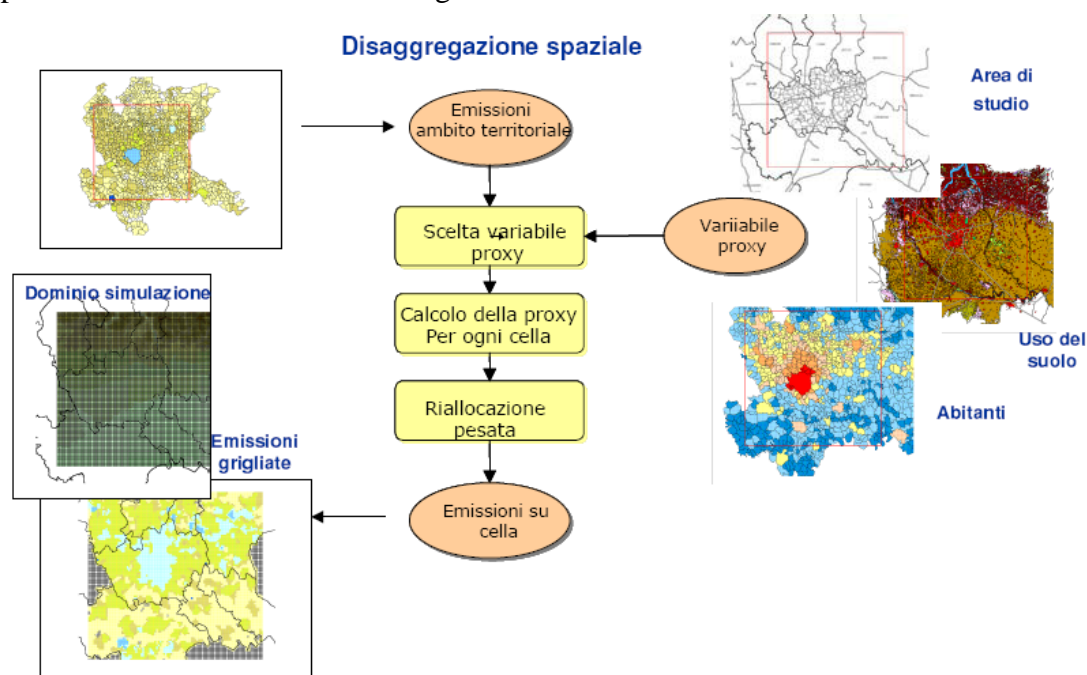 Disaggregazione spaziale
Emissioni
ambito territoriale
Area di
studio
Scelta variabile
proxy
Variiabile
proxy
Dominio simulazione
Calcolo della proxy
Per ogni cella
Uso del
suolo
Riallocazione
pesata
Abitanti
Emissioni
grigliate
Emissioni su
cella